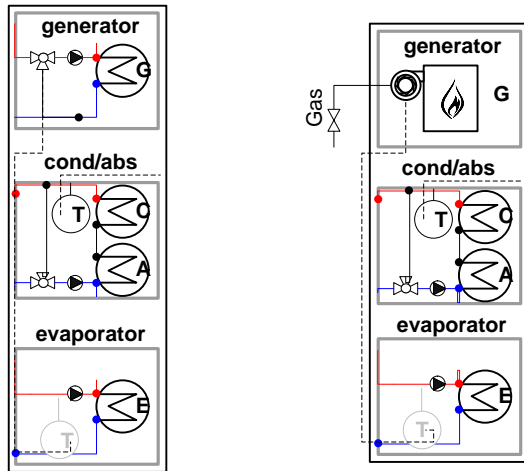 generator
G
cond/abs
T
C
A
evaporator
E
T
generator
G
Gas
cond/abs
T
C
A
evaporator
E
T